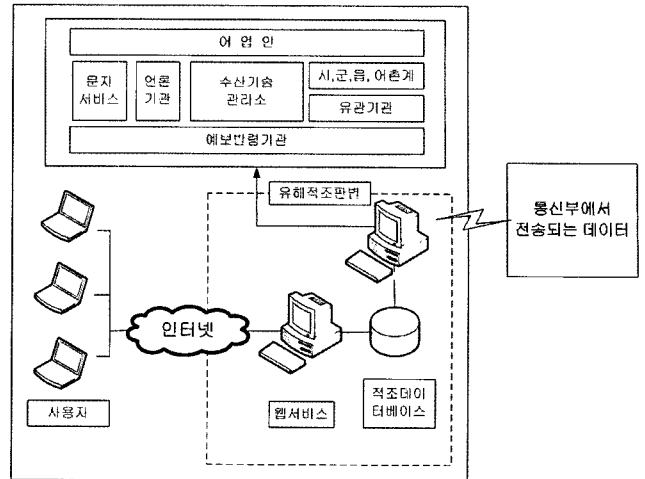 어 업 인
문자
서비스
언론
기관
수산기술
관리소
시,군,읍, 어촌계
유관기관
예보반령기관
유해적조판변
통신부에서
전송되는 데이터
인터넷
사용자
웹서비스
적조데이
터베이스